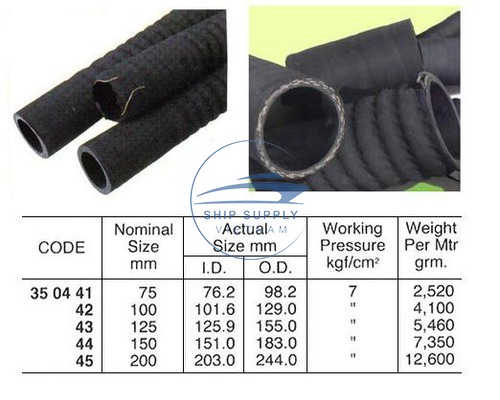 SHIP SUPPLY
VIETNAM
CODE Nominal Size mm Actual Size mm Working Pressure kgf/cm² Weight Per Mtr grm.
I.D. O.D.
35 04 41 75 76.2 98.2 7 2,520
42 100 101.6 129.0 " 4,100
43 125 125.9 155.0 " 5,460
44 150 151.0 183.0 " 7,350
45 200 203.0 244.0 " 12,600